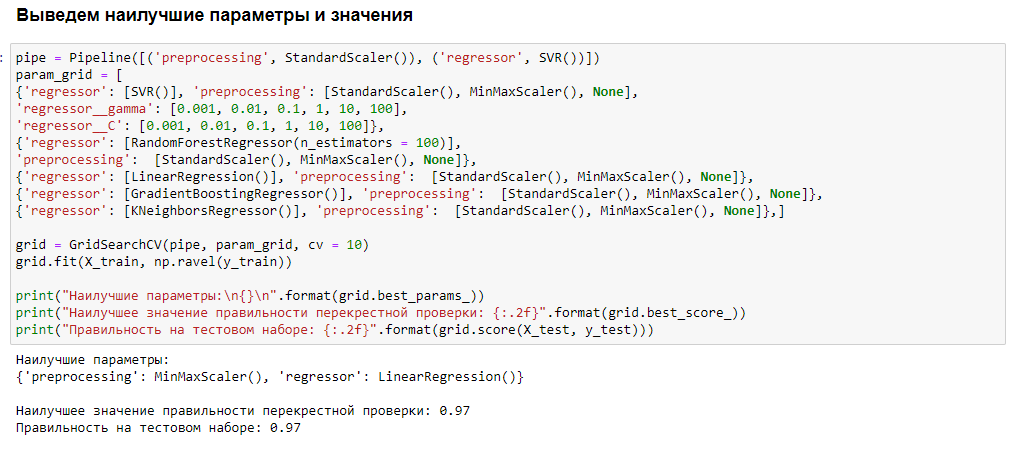 Выведем наилучшие параметры и значения
pipe = Pipeline([('preprocessing', StandardScaler()), ('regressor', SVR())])
param_grid = [
{'regressor': [SVR()], 'preprocessing': [StandardScaler(), MinMaxScaler(), None],
'regressor__gamma': [0.001, 0.01, 0.1, 1, 10, 100],
'regressor__C': [0.001, 0.01, 0.1, 1, 10, 100]},
{'regressor': [RandomForestRegressor(n_estimators = 100)],
'preprocessing':  [StandardScaler(), MinMaxScaler(), None]},
{'regressor': [LinearRegression()], 'preprocessing':  [StandardScaler(), MinMaxScaler(), None]},
{'regressor': [GradientBoostingRegressor()], 'preprocessing':  [StandardScaler(), MinMaxScaler(), None]},
{'regressor': [KNeighborsRegressor()], 'preprocessing':  [StandardScaler(), MinMaxScaler(), None]},]
grid = GridSearchCV(pipe, param_grid, cv = 10)
grid.fit(X_train, np.ravel(y_train))
print("Наилучшие параметры:\n{}\n".format(grid.best_params_))
print("Наилучшее значение правильности перекрестной проверки: {:.2f}".format(grid.best_score_))
print("Правильность на тестовом наборе: {:.2f}".format(grid.score(X_test, y_test)))
Наилучшие параметры:
{'preprocessing': MinMaxScaler(), 'regressor': LinearRegression()}
Наилучшее значение правильности перекрестной проверки: 0.97
Правильность на тестовом наборе: 0.97